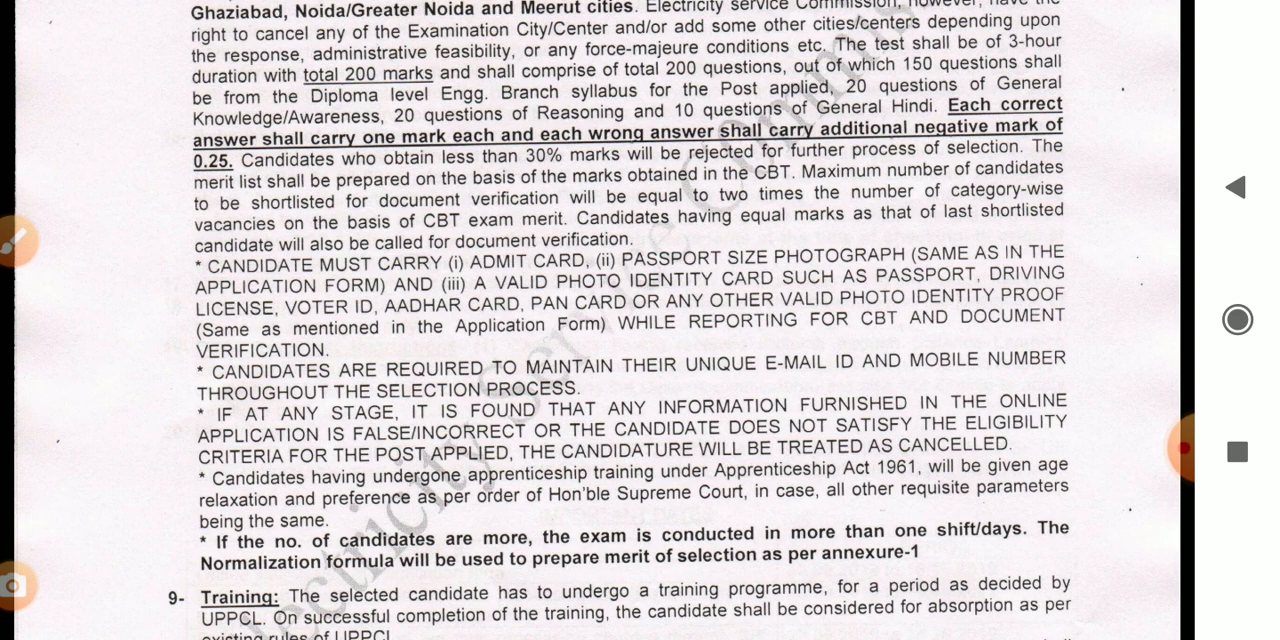 Ghaziabad, Noida/Greater Noida and Meerut cities. Electricity service Commission, however, have the
right to cancel any of the Examination City/Center and/or add some other cities/centers depending upon
the response, administrative feasibility, or any force-majeure conditions etc. The test shall be of 3-hour
duration with total 200 marks and shall comprise of total 200 questions, out of which 150 questions shall
be from the Diploma level Engg. Branch syllabus for the Post applied, 20 questions of General
Knowledge/Awareness, 20 questions of Reasoning and 10 questions of General Hindi. Each correct
answer shall carry one mark each and each wrong answer shall carry additional negative mark of
0.25. Candidates who obtain less than 30% marks will be rejected for further process of selection. The
merit list shall be prepared on the basis of the marks obtained in the CBT. Maximum number of candidates
to be shortlisted for document verification will be equal to two times the number of category-wise
vacancies on the basis of CBT exam merit. Candidates having equal marks as that of last shortlisted
candidate will also be called for document verification.
* CANDIDATE MUST CARRY (i) ADMIT CARD, (ii) PASSPORT SIZE PHOTOGRAPH (SAME AS IN THE
APPLICATION FORM) AND (iii) A VALID PHOTO IDENTITY CARD SUCH AS PASSPORT, DRIVING
LICENSE, VOTER ID, AADHAR CARD, PAN CARD OR ANY OTHER VALID PHOTO IDENTITY PROOF
(Same as mentioned in the Application Form) WHILE REPORTING FOR CBT AND DOCUMENT
VERIFICATION.
* CANDIDATES ARE REQUIRED TO MAINTAIN THEIR UNIQUE E-MAIL ID AND MOBILE NUMBER
THROUGHOUT THE SELECTION PROCESS.
* IF AT ANY STAGE, IT IS FOUND THAT ANY INFORMATION FURNISHED IN THE ONLINE
APPLICATION IS FALSE/INCORRECT OR THE CANDIDATE DOES NOT SATISFY THE ELIGIBILITY
CRITERIA FOR THE POST APPLIED, THE CANDIDATURE WILL BE TREATED AS CANCELLED.
* Candidates having undergone apprenticeship training under Apprenticeship Act 1961, will be given age
relaxation and preference as per order of Hon'ble Supreme Court, in case, all other requisite parameters
being the same.
* If the no. of candidates are more, the exam is conducted in more than one shift/days. The
Normalization formula will be used to prepare merit of selection as per annexure-1
9- Training: The selected candidate has to undergo a training programme, for a period as decided by
UPPCL. On successful completion of the training, the candidate shall be considered for absorption as per
existing rules of UPPCL
ectricity Service Commi